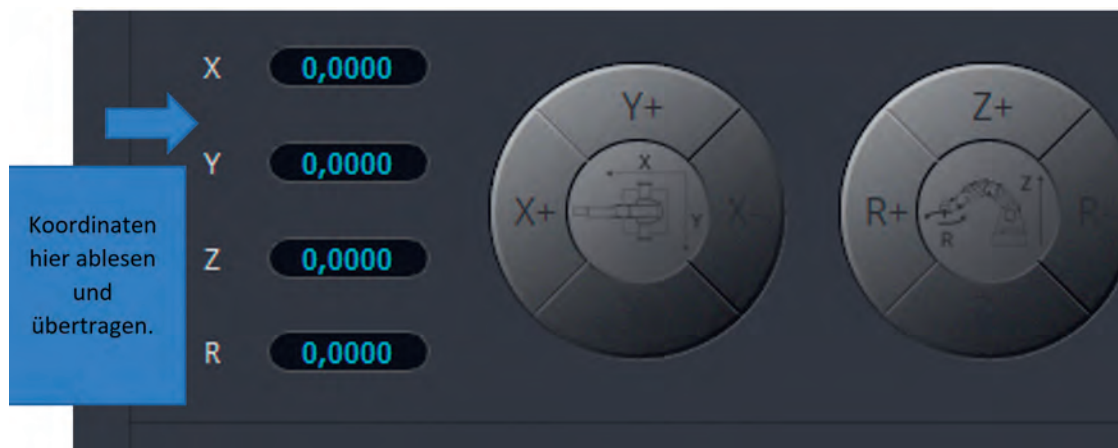 X 0,0000
Y 0,0000
Z 0,0000
R 0,0000
Koordinaten
hier ablesen
und
übertragen.
Y+
X+
X-
X
Y
Z+
R+
R
Z